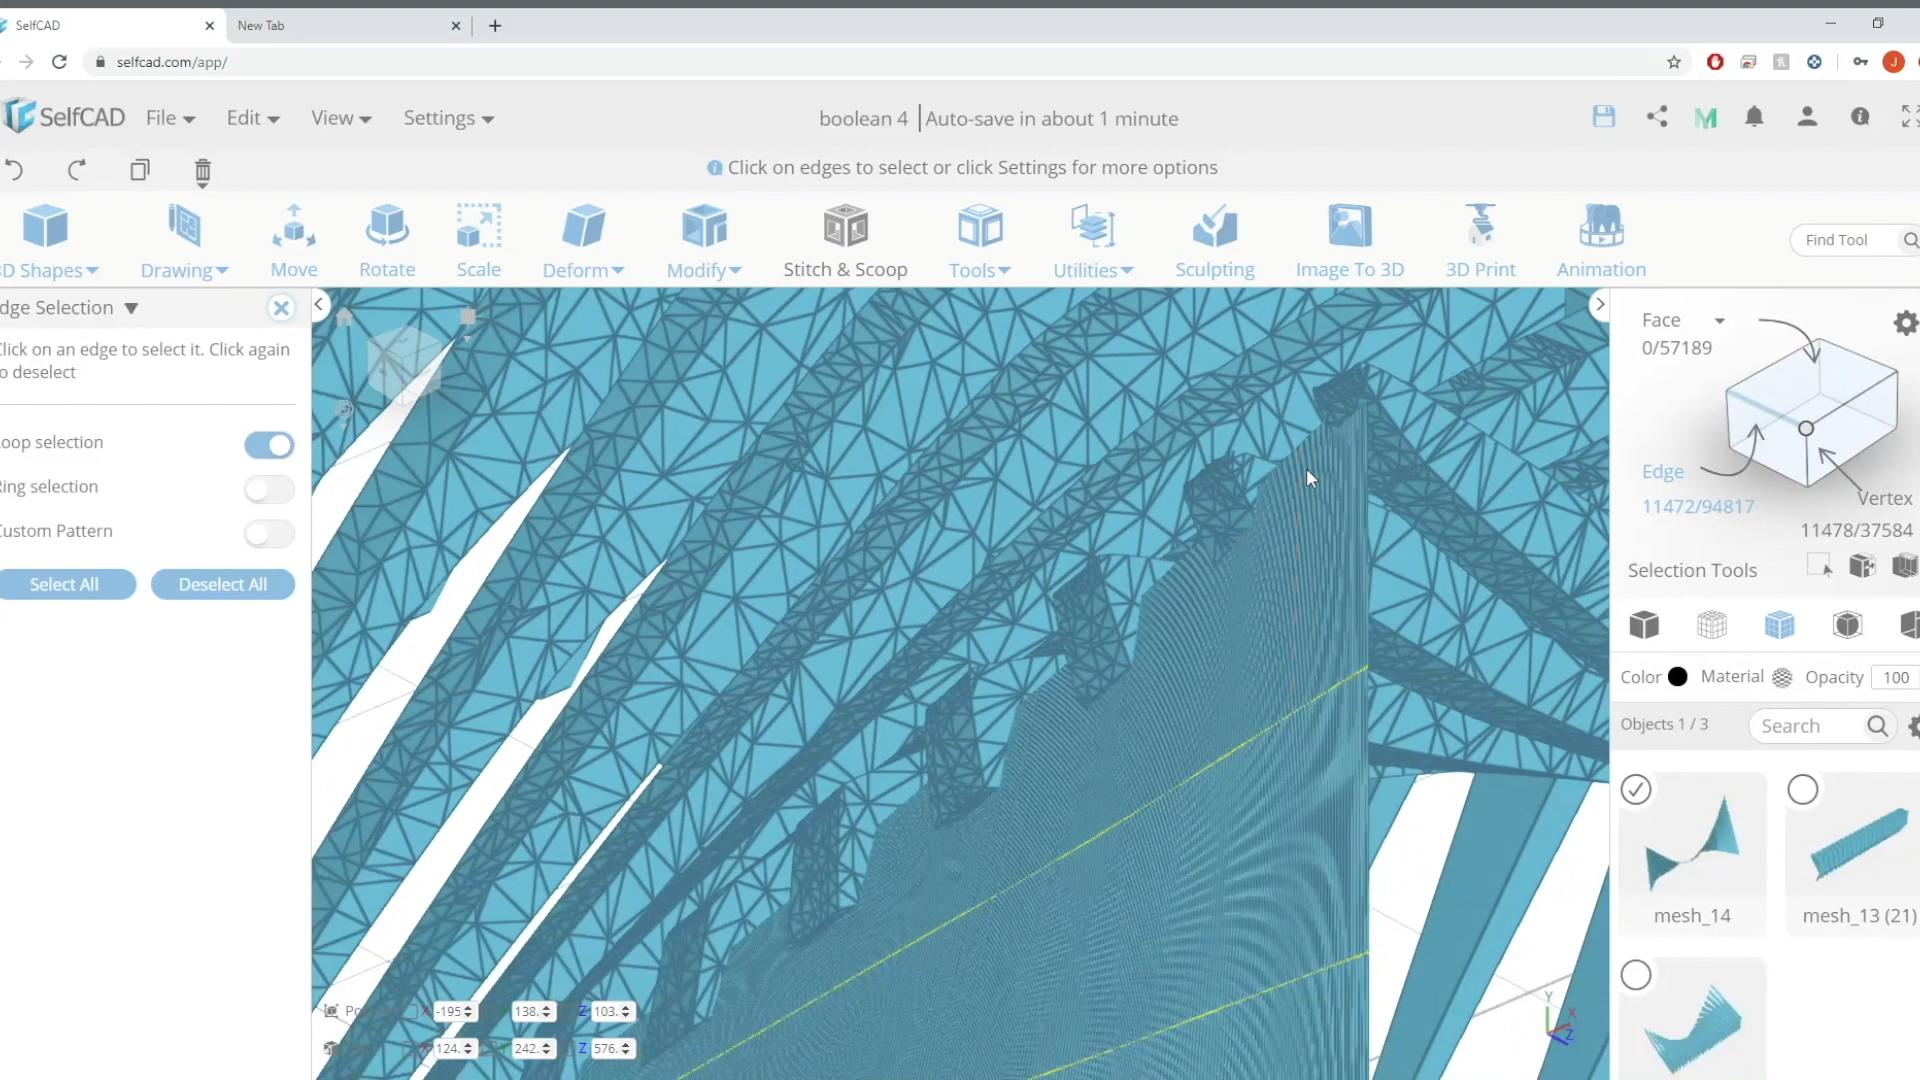 SelfCAD
New Tab
selfcad.com/app/
J
SelfCAD File Edit View Settings
boolean 4 Auto-save in about 1 minute
Click on edges to select or click Settings for more options
D Shapes Drawing Move Rotate Scale Deform Modify Stitch & Scoop Tools Utilities Sculpting Image To 3D 3D Print Animation
Find Tool
dge Selection
lick on an edge to select it. Click again
o deselect
oop selection
ing selection
ustom Pattern
Select All Deselect All
Face
0/57189
Edge
11472/94817
Vertex
11478/37584
Selection Tools
Color Material Opacity 100
Objects 1 / 3 Search
mesh_14 mesh_13 (21)
Po X -195 138. Z 103.
X 124. 242. Z 576.
Y
X
Z